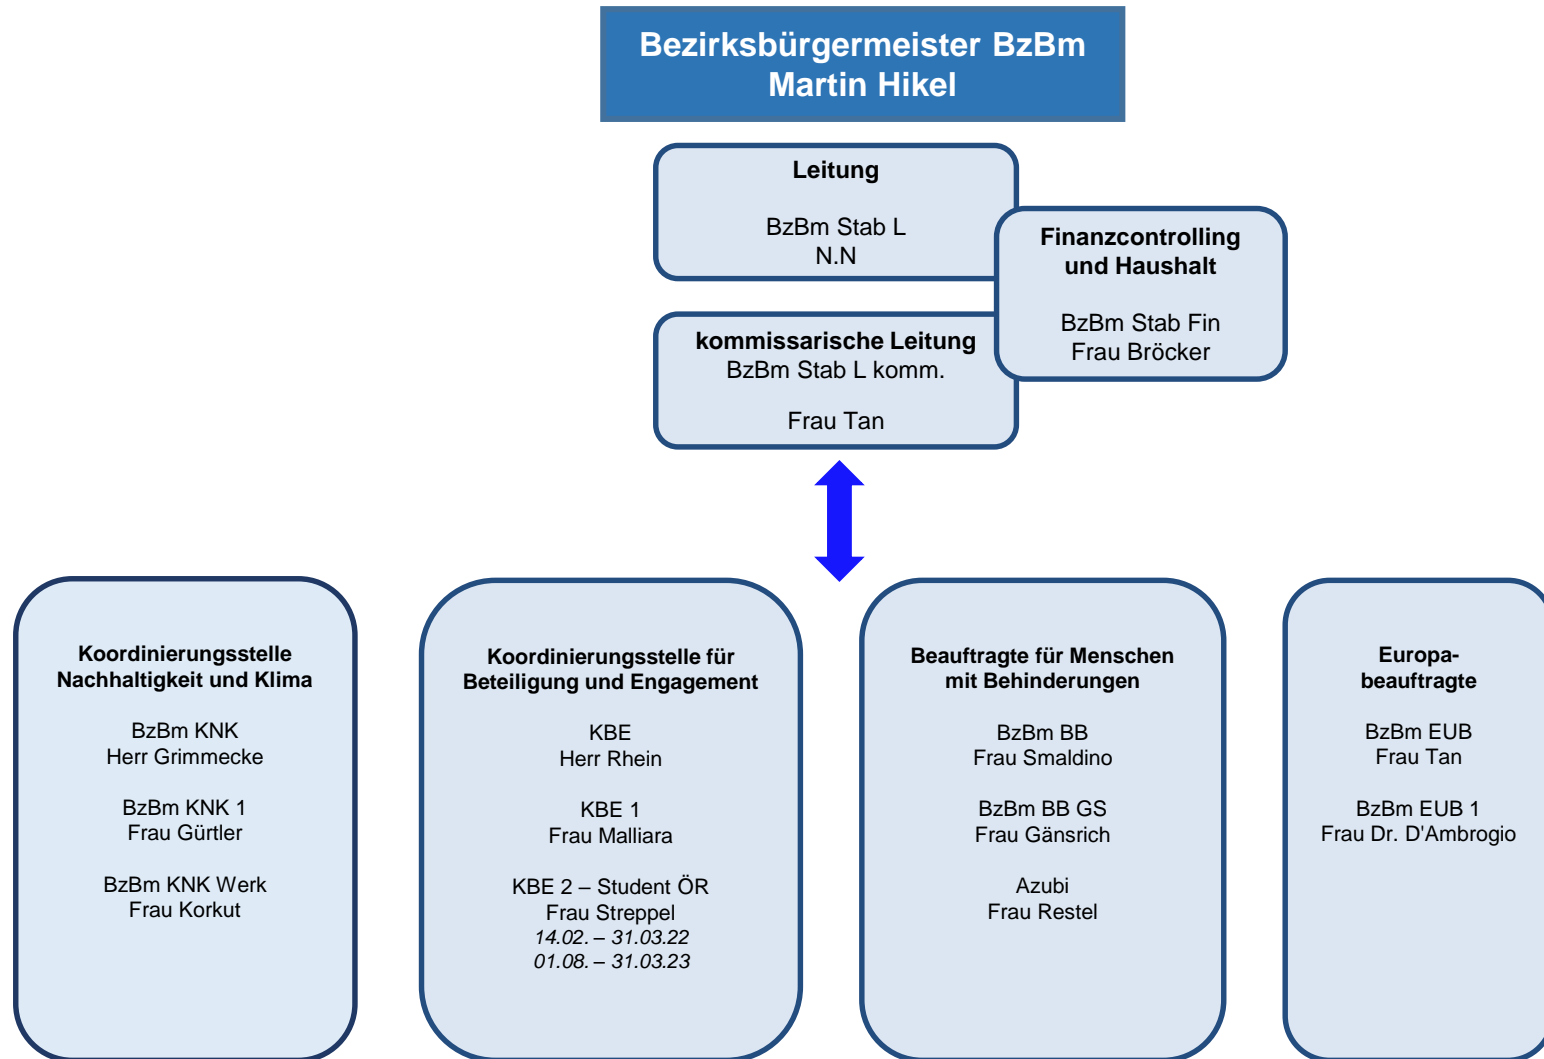 Bezirksbürgermeister BzBm
Martin Hikel
Leitung
BzBm Stab L
N.N
Finanzcontrolling
und Haushalt
BzBm Stab Fin
Frau Bröcker
kommissarische Leitung
BzBm Stab L komm.
Frau Tan
Koordinierungsstelle
Nachhaltigkeit und Klima
BzBm KNK
Herr Grimmecke
BzBm KNK 1
Frau Gürtler
BzBm KNK Werk
Frau Korkut
Koordinierungsstelle für
Beteiligung und Engagement
KBE
Herr Rhein
KBE 1
Frau Malliara
KBE 2 – Student ÖR
Frau Streppel
14.02. – 31.03.22
01.08. – 31.03.23
Beauftragte für Menschen
mit Behinderungen
BzBm BB
Frau Smaldino
BzBm BB GS
Frau Gänsrich
Azubi
Frau Restel
Europa-
beauftragte
BzBm EUB
Frau Tan
BzBm EUB 1
Frau Dr. D'Ambrogio